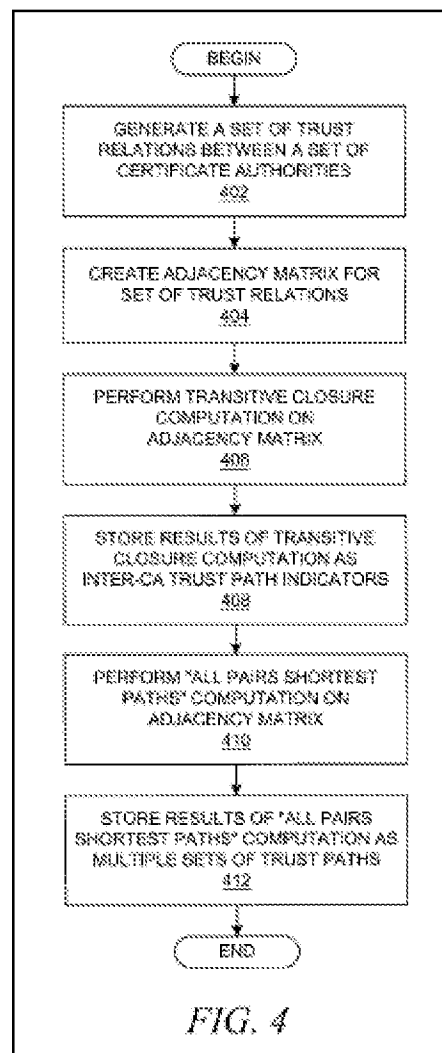 BEGIN
GENERATE A SET OF TRUST
RELATIONS BETWEEN A SET OF
CERTIFICATE AUTHORITIES
402
CREATE ADJACENCY MATRIX FOR
SET OF TRUST RELATIONS
404
PERFORM TRANSITIVE CLOSURE
COMPUTATION ON
ADJACENCY MATRIX
406
STORE RESULTS OF TRANSITIVE
CLOSURE COMPUTATION AS
INTER-CA TRUST PATH INDICATORS
408
PERFORM "ALL PAIRS SHORTEST
PATHS" COMPUTATION ON
ADJACENCY MATRIX
410
STORE RESULTS OF "ALL PAIRS
SHORTEST PATHS" COMPUTATION AS
MULTIPLE SETS OF TRUST PATHS
412
END
FIG. 4